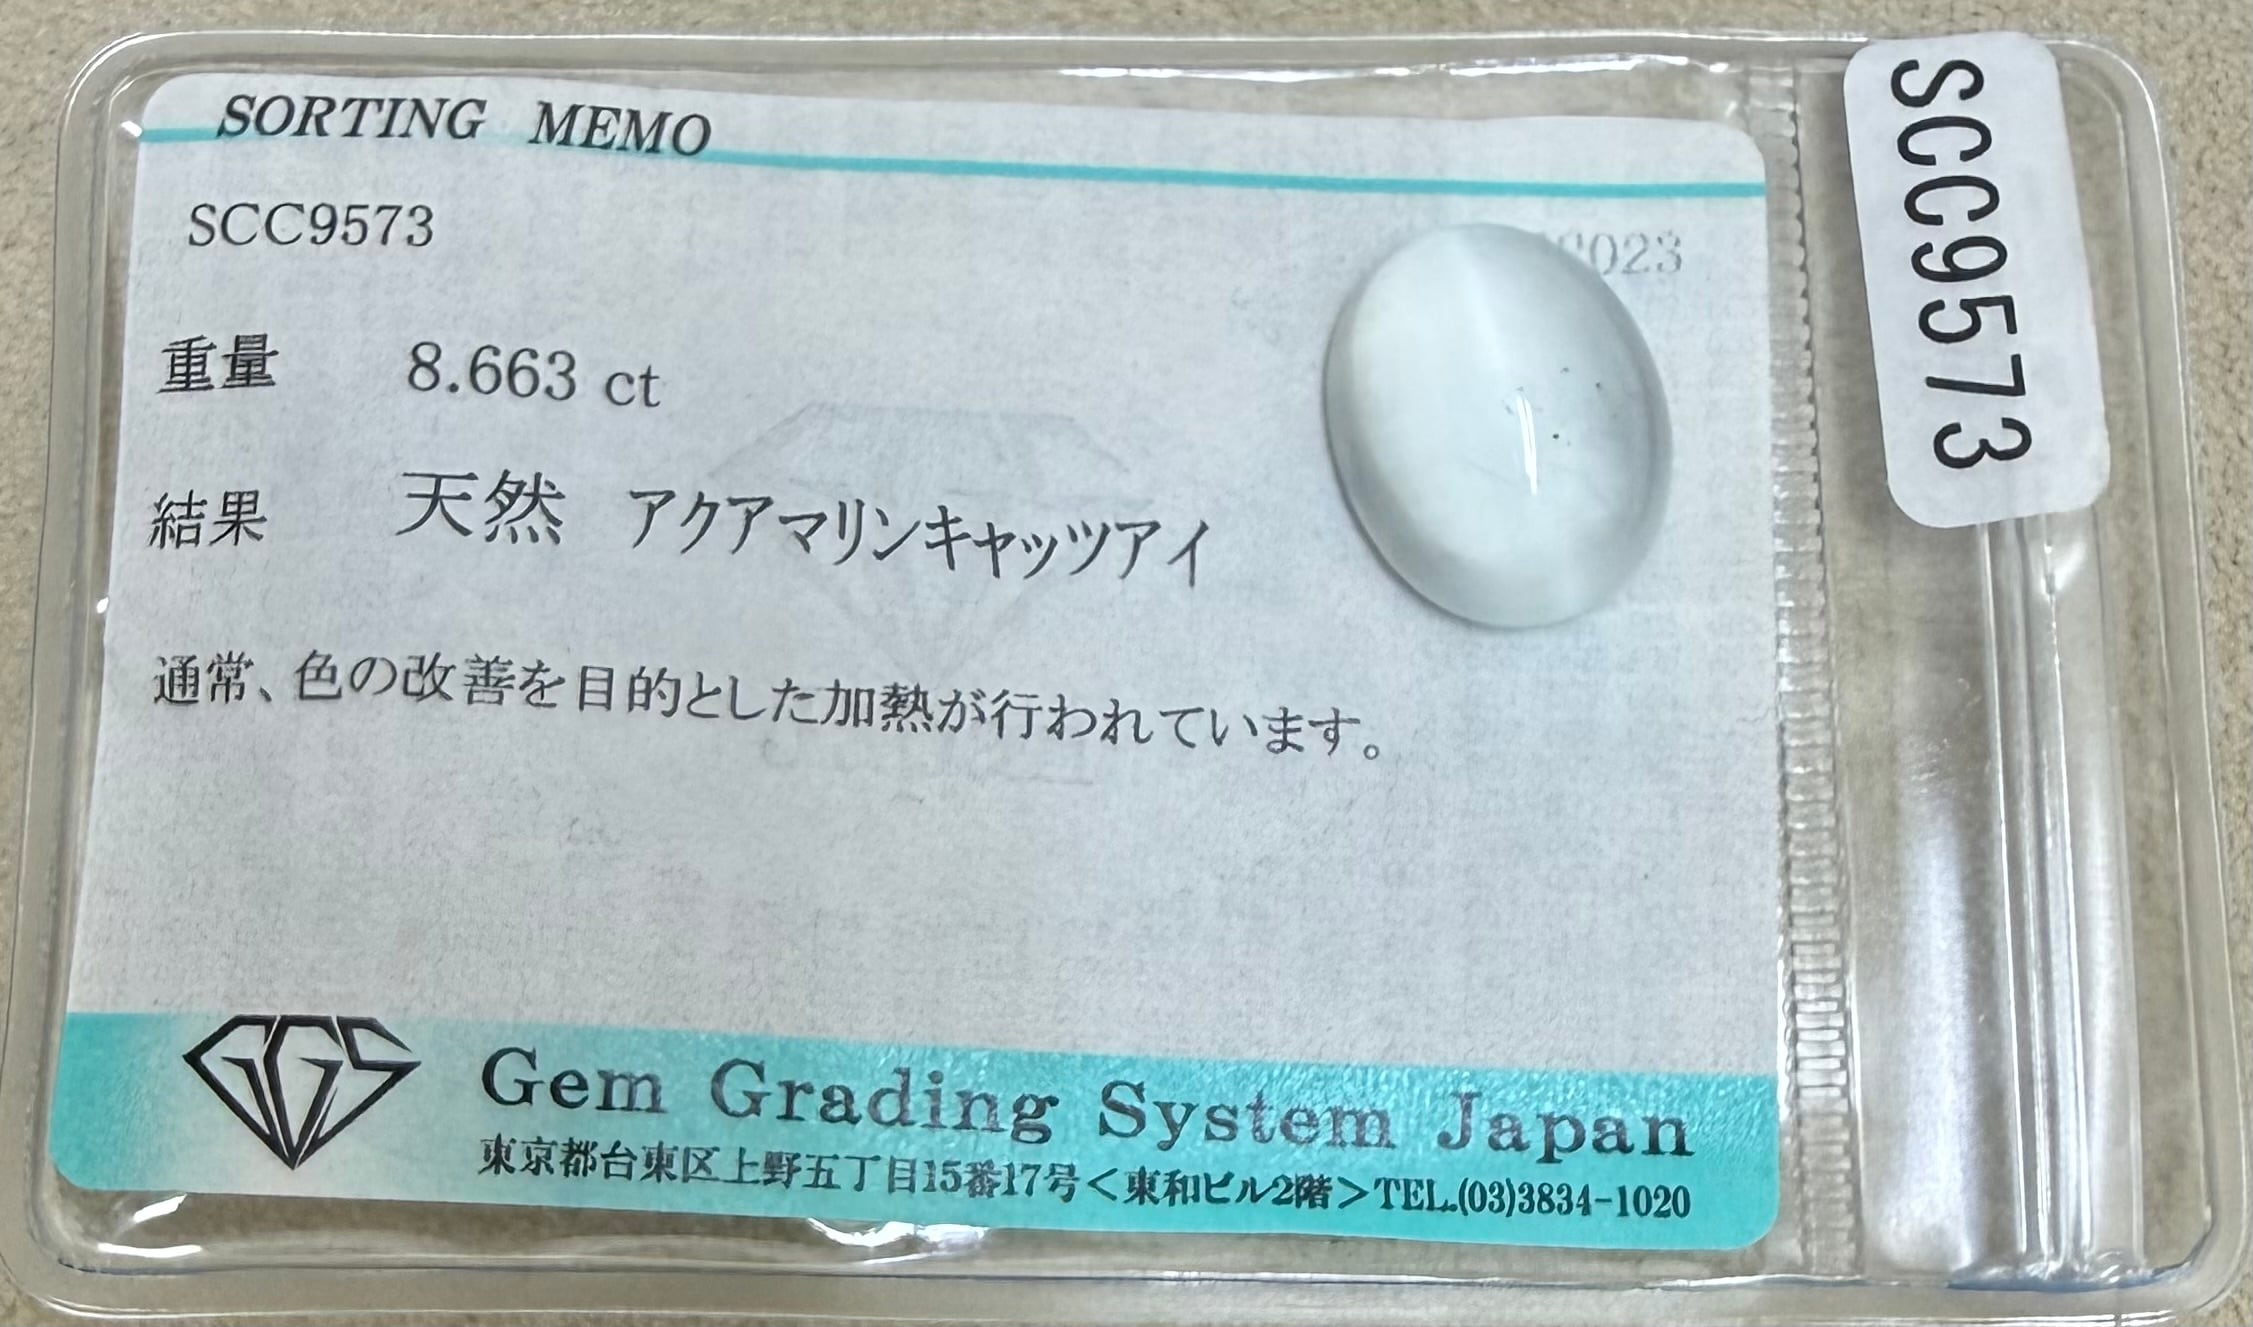 SORTING MEMO
SCC9573
023
重量 8.663 ct
結果 天然 アクアマリンキャッツアイ
通常、色の改善を目的とした加熱が行われています。
GGS
Gem Grading System Japan
東京都台東区上野五丁目15番17号<東和ビル2階>TEL.(03)3834-1020
SCC9573